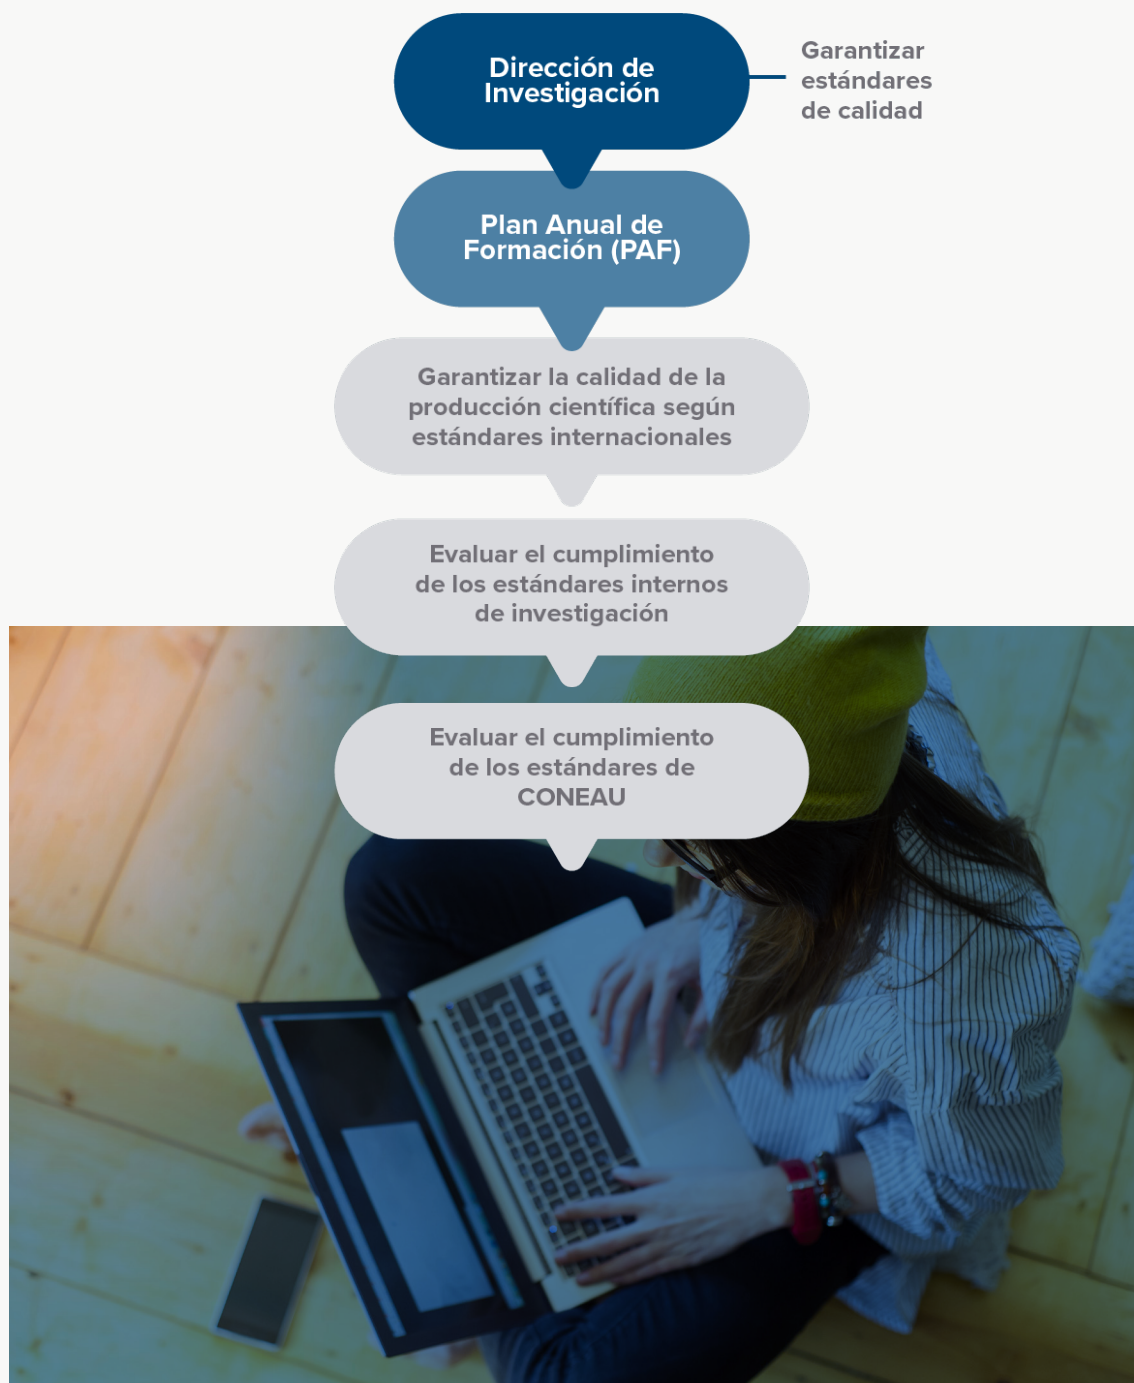 Dirección de
Investigación
Garantizar
estándares
de calidad
Plan Anual de
Formación (PAF)
Garantizar la calidad de la
producción científica según
estándares internacionales
Evaluar el cumplimiento
de los estándares internos
de investigación
Evaluar el cumplimiento
de los estándares de
CONEAU